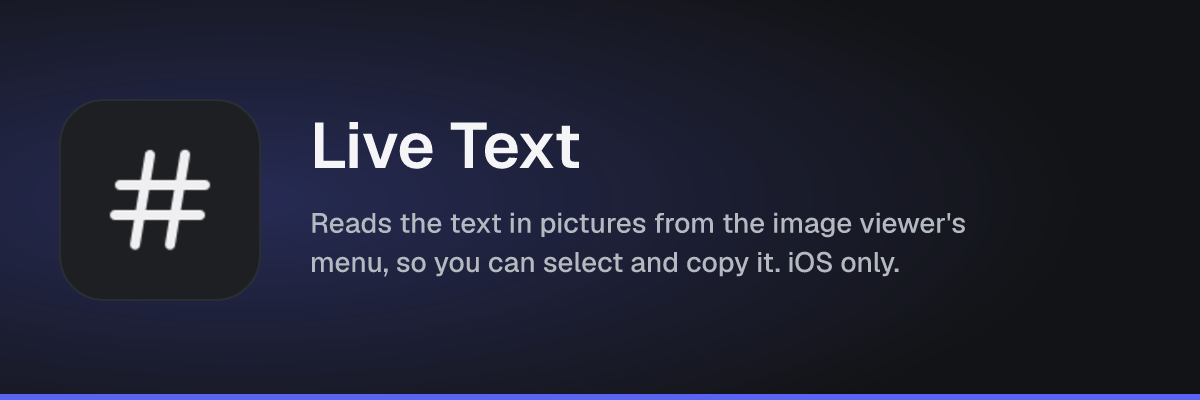 Live Text
Reads the text in pictures from the image viewer's
menu, so you can select and copy it. iOS only.